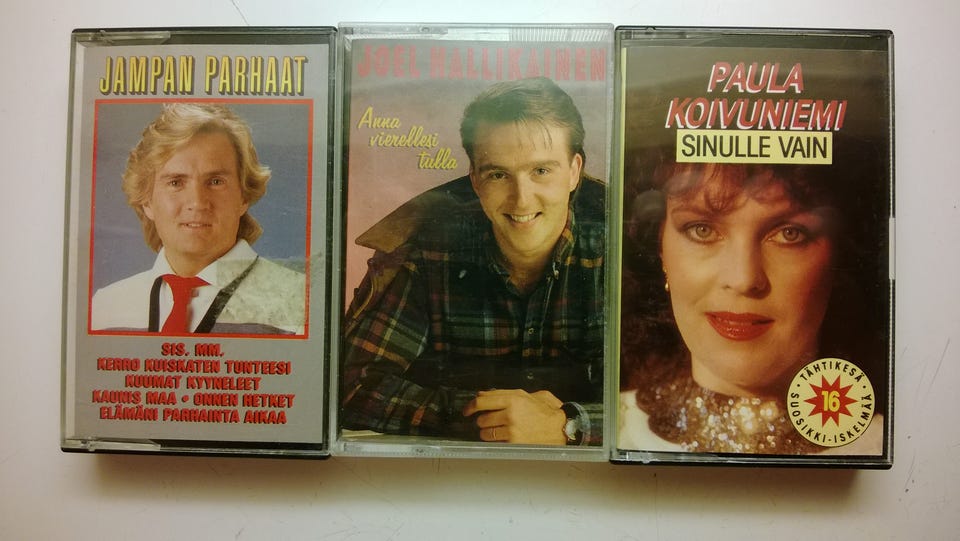 JAMPAN PARHAAT
SIS. MM.
KERRO KUISKATEN TUNTEESI
KUUMAT KYYNELEET
KAUNIS MAA • ONNEN HETKET
ELÄMÄNI PARHAINTA AIKAA
JOEL HALLIKAINEN
Anna
vierellesi
tulla
PAULA
KOIVUNIEMI
SINULLE VAIN
TÄHTIKESÄ
16
SUOSIKKI-ISKELMÄÄ